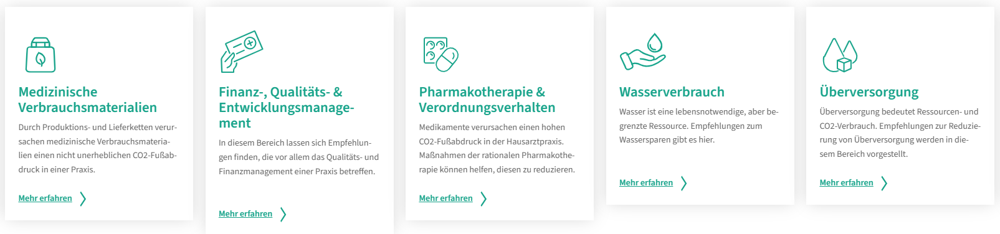 Medizinische
Verbrauchsmaterialien
Durch Produktions- und Lieferketten verur-
sachen medizinische Verbrauchsmateria-
lien einen nicht unerheblichen CO2-Fußab-
druck in einer Praxis.
Mehr erfahren
Finanz-, Qualitäts- &
Entwicklungsmanage-
ment
In diesem Bereich lassen sich Empfehlun-
gen finden, die vor allem das Qualitäts- und
Finanzmanagement einer Praxis betreffen.
Mehr erfahren
Pharmakotherapie &
Verordnungsverhalten
Medikamente verursachen einen hohen
CO2-Fußabdruck in der Hausarztpraxis.
Maßnahmen der rationalen Pharmakothe-
rapie können helfen, diesen zu reduzieren.
Mehr erfahren
Wasserverbrauch
Wasser ist eine lebensnotwendige, aber be-
grenzte Ressource. Empfehlungen zum
Wassersparen gibt es hier.
Mehr erfahren
Überversorgung
Überversorgung bedeutet Ressourcen- und
CO2-Verbrauch. Empfehlungen zur Reduzie-
rung von Überversorgung werden in die-
sem Bereich vorgestellt.
Mehr erfahren